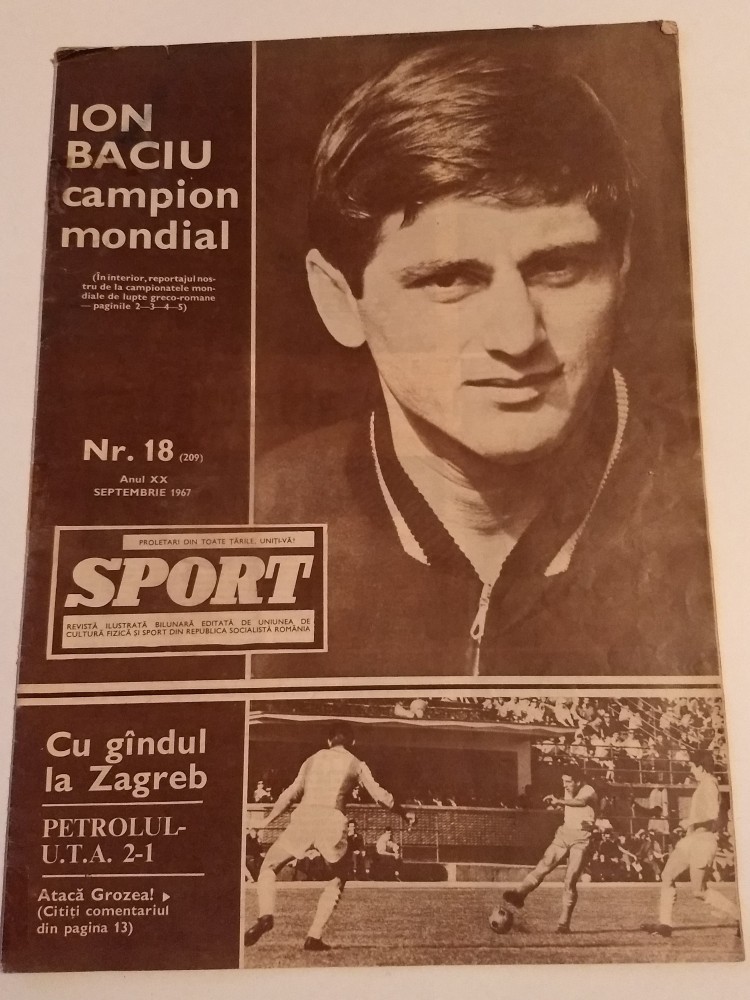 ION
BACIU
campion
mondial
(În interior, reportajul nos-
tru de la campionatele mon-
diale de lupte greco-romane
— paginile 2—3—4—5)
Nr. 18 (209)
Anul XX
SEPTEMBRIE 1967
PROLETARI DIN TOATE ȚĂRILE, UNIȚI-VĂ!
SPORT
REVISTĂ ILUSTRATĂ BILUNARĂ EDITATĂ DE UNIUNEA DE
CULTURĂ FIZICĂ ȘI SPORT DIN REPUBLICA SOCIALISTĂ ROMÂNIA
Cu gîndul
la Zagreb
PETROLUL-
U.T.A. 2-1
Atacă Grozea! ▶
(Citiți comentariul
din pagina 13)